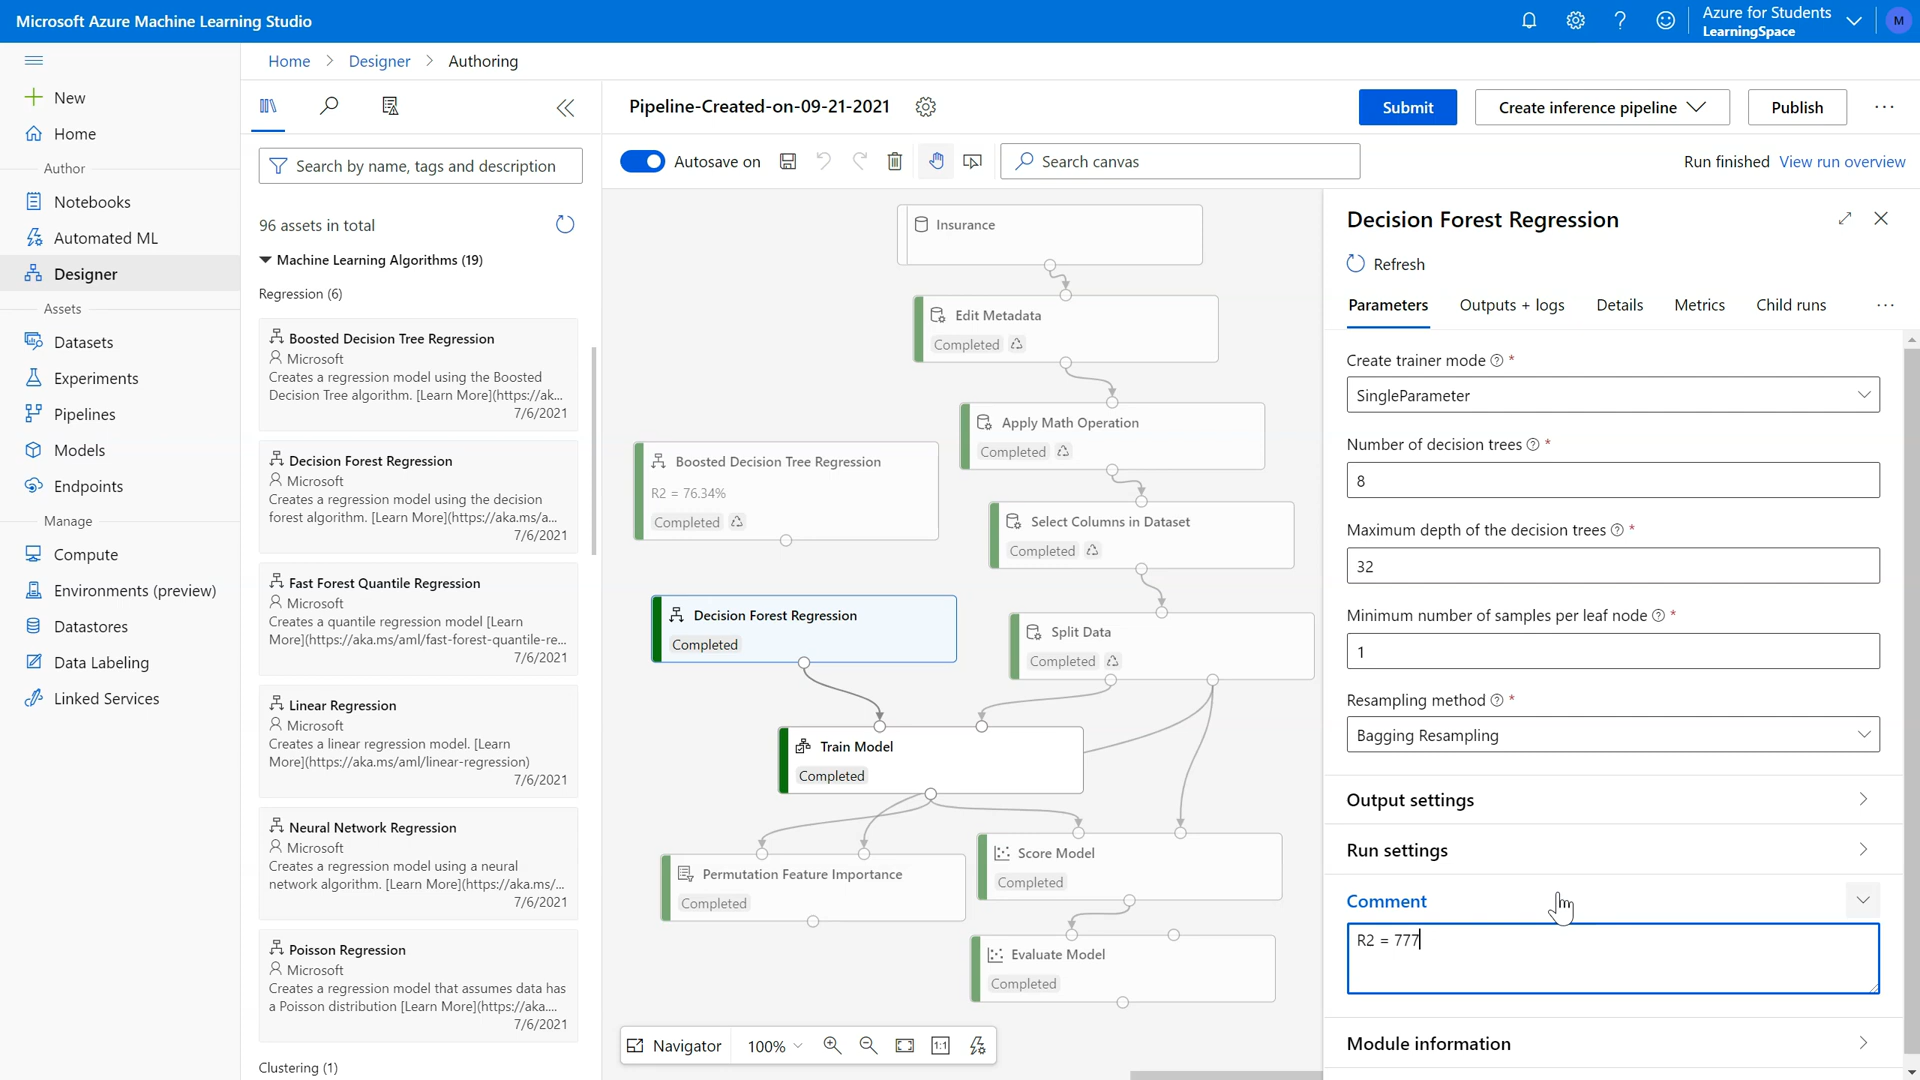 Microsoft Azure Machine Learning Studio
Azure for Students
LearningSpace
M
New
Home
Author
Notebooks
Automated ML
Designer
Assets
Datasets
Experiments
Pipelines
Models
Endpoints
Manage
Compute
Environments (preview)
Datastores
Data Labeling
Linked Services
Home > Designer > Authoring
Search by name, tags and description
96 assets in total
Machine Learning Algorithms (19)
Regression (6)
Boosted Decision Tree Regression
Microsoft
Creates a regression model using the Boosted
Decision Tree algorithm. [Learn More](https://ak...
7/6/2021
Decision Forest Regression
Microsoft
Creates a regression model using the decision
forest algorithm. [Learn More](https://aka.ms/a...
7/6/2021
Fast Forest Quantile Regression
Microsoft
Creates a quantile regression model [Learn
More](https://aka.ms/aml/fast-forest-quantile-re...
7/6/2021
Linear Regression
Microsoft
Creates a linear regression model. [Learn
More](https://aka.ms/aml/linear-regression)
7/6/2021
Neural Network Regression
Microsoft
Creates a regression model using a neural
network algorithm. [Learn More](https://aka.ms/...
7/6/2021
Poisson Regression
Microsoft
Creates a regression model that assumes data has
a Poisson distribution [Learn More](https://aka....
7/6/2021
Clustering (1)
Pipeline-Created-on-09-21-2021
Submit
Create inference pipeline
Publish
Autosave on
Search canvas
Run finished View run overview
Insurance
Edit Metadata
Completed
Apply Math Operation
Completed
Boosted Decision Tree Regression
R2 = 76.34%
Completed
Select Columns in Dataset
Completed
Decision Forest Regression
Completed
Split Data
Completed
Train Model
Completed
Score Model
Completed
Permutation Feature Importance
Completed
Evaluate Model
Completed
Navigator
100%
1:1
Decision Forest Regression
Refresh
Parameters
Outputs + logs
Details
Metrics
Child runs
Create trainer mode ? *
SingleParameter
Number of decision trees ? *
8
Maximum depth of the decision trees ? *
32
Minimum number of samples per leaf node ? *
1
Resampling method ? *
Bagging Resampling
Output settings
Run settings
Comment
R2 = 777
Module information